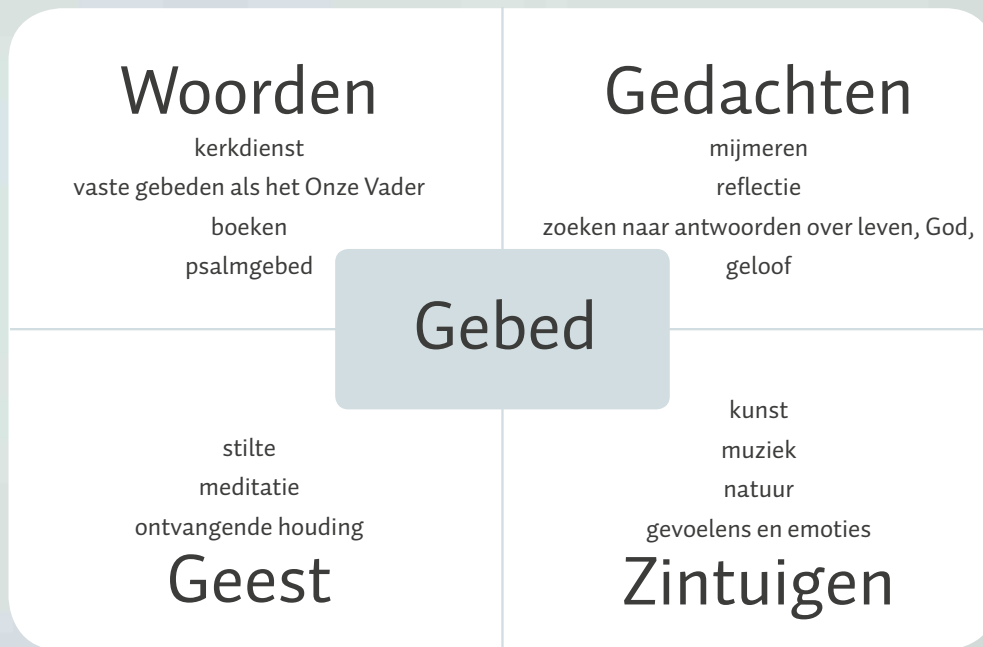 Woorden
kerkdienst
vaste gebeden als het Onze Vader
boeken
psalmgebed
Gedachten
mijmeren
reflectie
zoeken naar antwoorden over leven, God,
geloof
Gebed
stilte
meditatie
ontvangende houding
Geest
kunst
muziek
natuur
gevoelens en emoties
Zintuigen